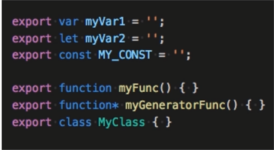 export var myVar1 = '';
export let myVar2 = '';
export const MY_CONST = '';
export function myFunc() { }
export function* myGeneratorFunc() { }
export class MyClass { }